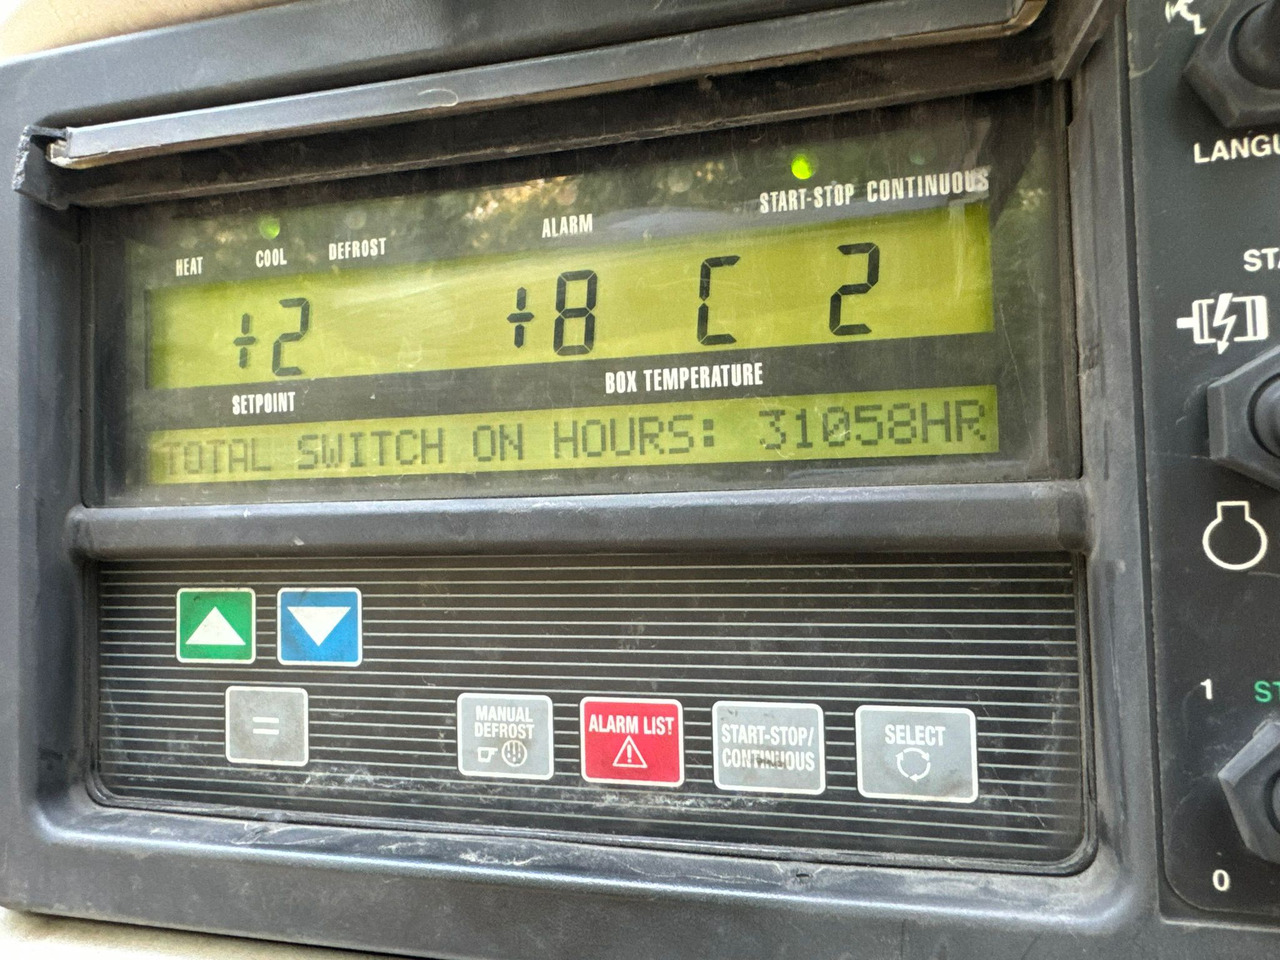 LANGU
START-STOP CONTINUOUS
ALARM
HEAT COOL DEFROST
STA
+2 +8 C 2
SETPOINT BOX TEMPERATURE
TOTAL SWITCH ON HOURS: 31058HR
=
MANUAL
DEFROST
ALARM LIST
START-STOP/
CONTINUOUS
SELECT
1 ST
0